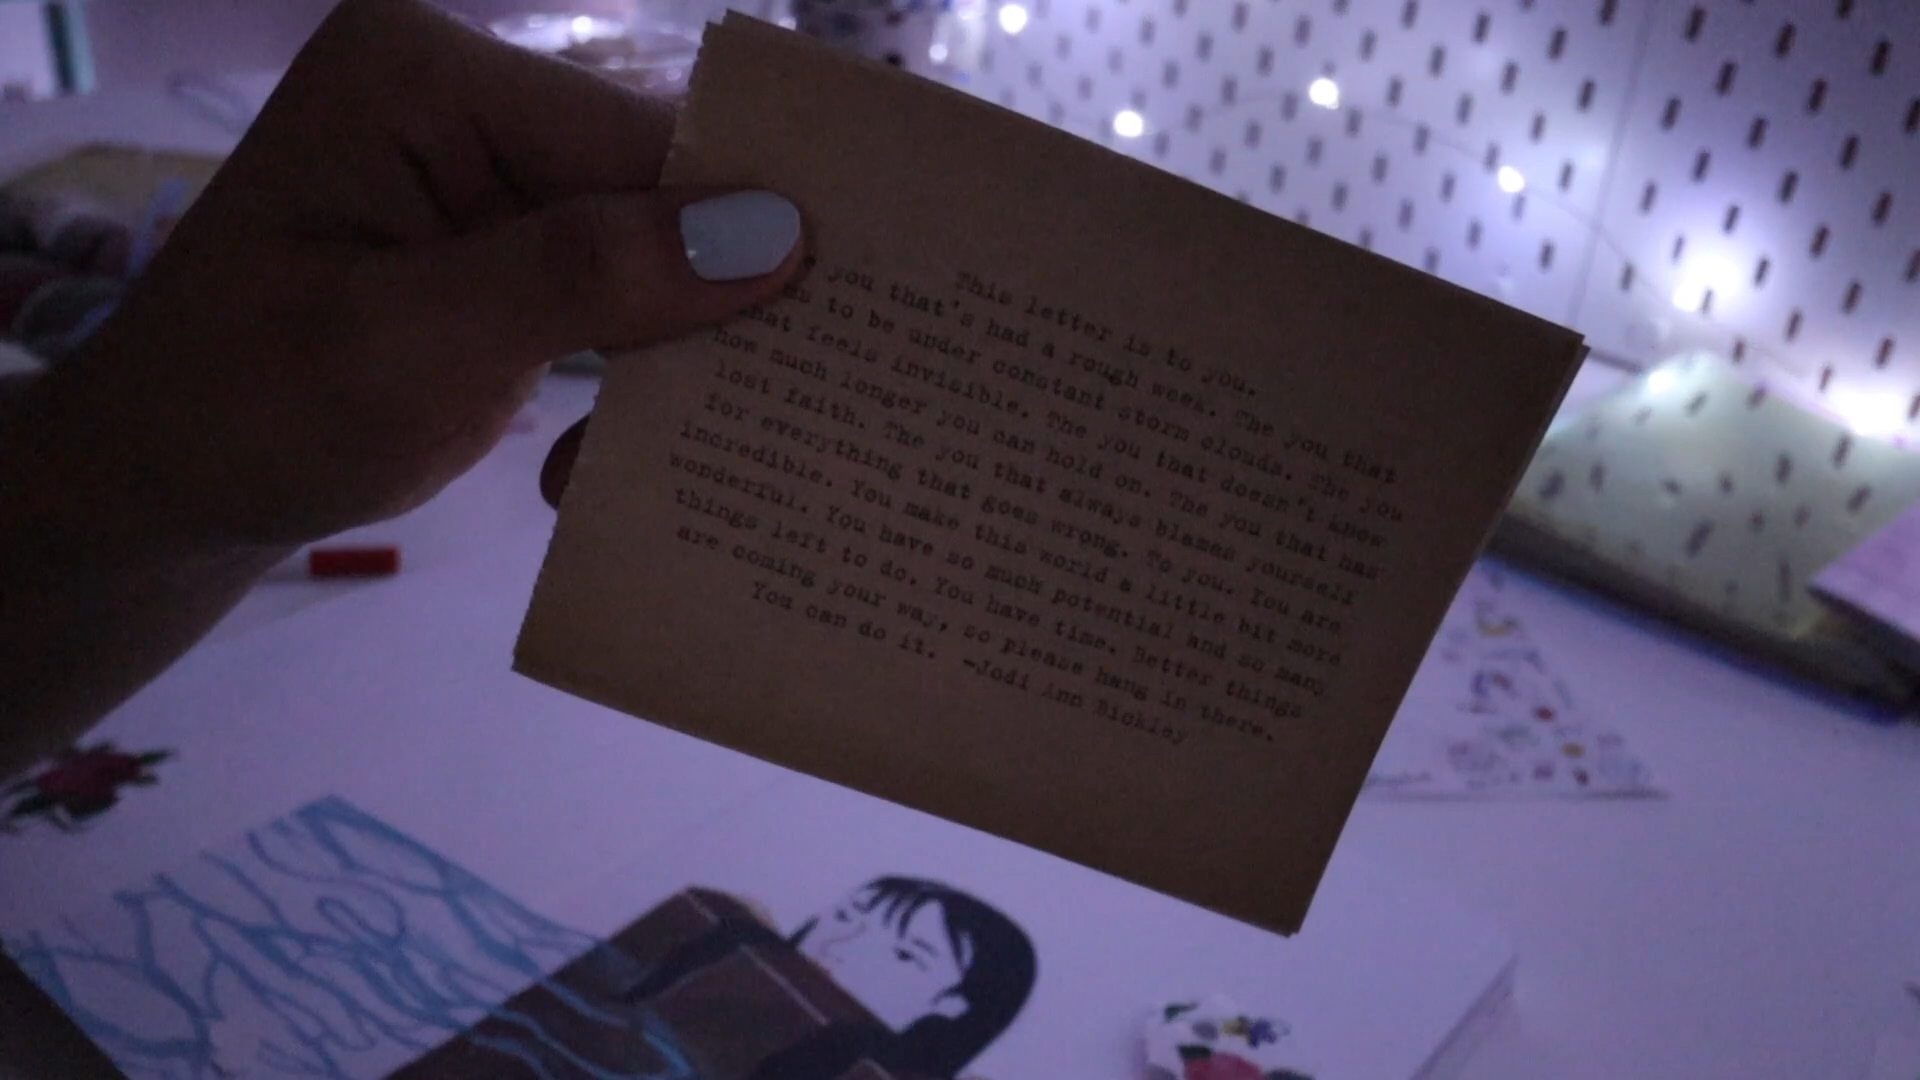 This letter is to you.
you that's had a rough week. The you that
to be under constant storm clouds. The you
that feels invisible. The you that doesn't know
how much longer you can hold on. The you that has
lost faith. The you that always blames yourself
for everything that goes wrong. To you. You are
incredible. You make this world a little bit more
wonderful. You have so much potential and so many
things left to do. You have time. Better things
are coming your way, so please hang in there.
You can do it. -Jodi Ann Bickley